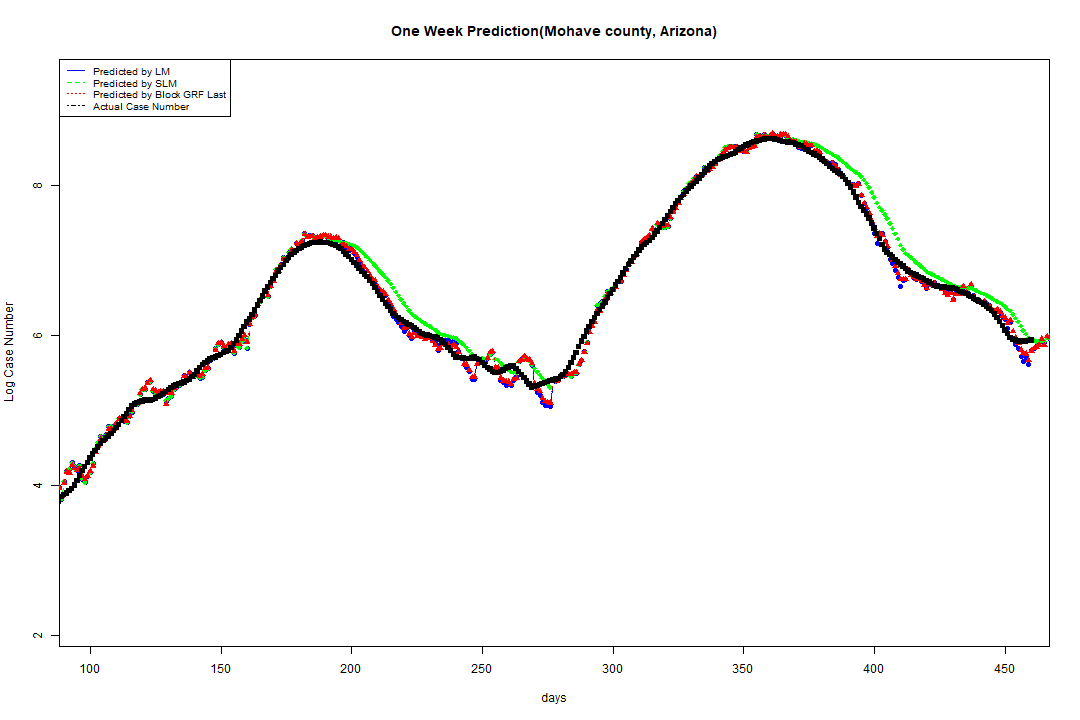 One Week Prediction(Mohave county, Arizona)
Predicted by LM
Predicted by SLM
Predicted by Block GRF Last
Actual Case Number
8
6
4
2
Log Case Number
100 150 200 250 300 350 400 450
days